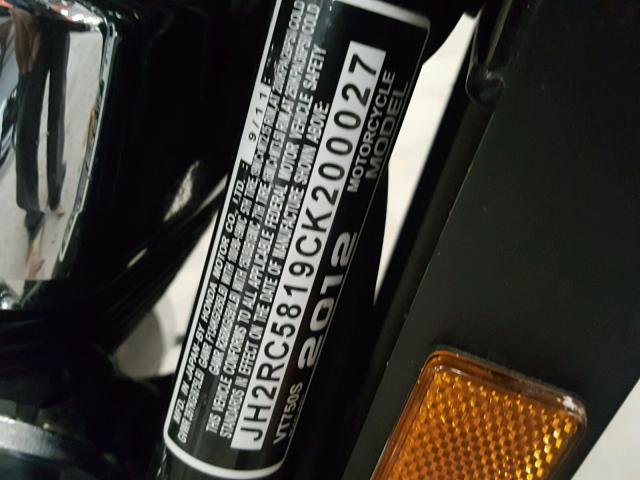 MFD. IN JAPAN BY HONDA MOTOR CO., LTD. 9/11
THIS VEHICLE CONFORMS TO ALL APPLICABLE FEDERAL MOTOR VEHICLE SAFETY
STANDARDS IN EFFECT ON THE DATE OF MANUFACTURE SHOWN ABOVE.
JH2RC5819CK200027
VT750S 2012 MOTORCYCLE
MODEL